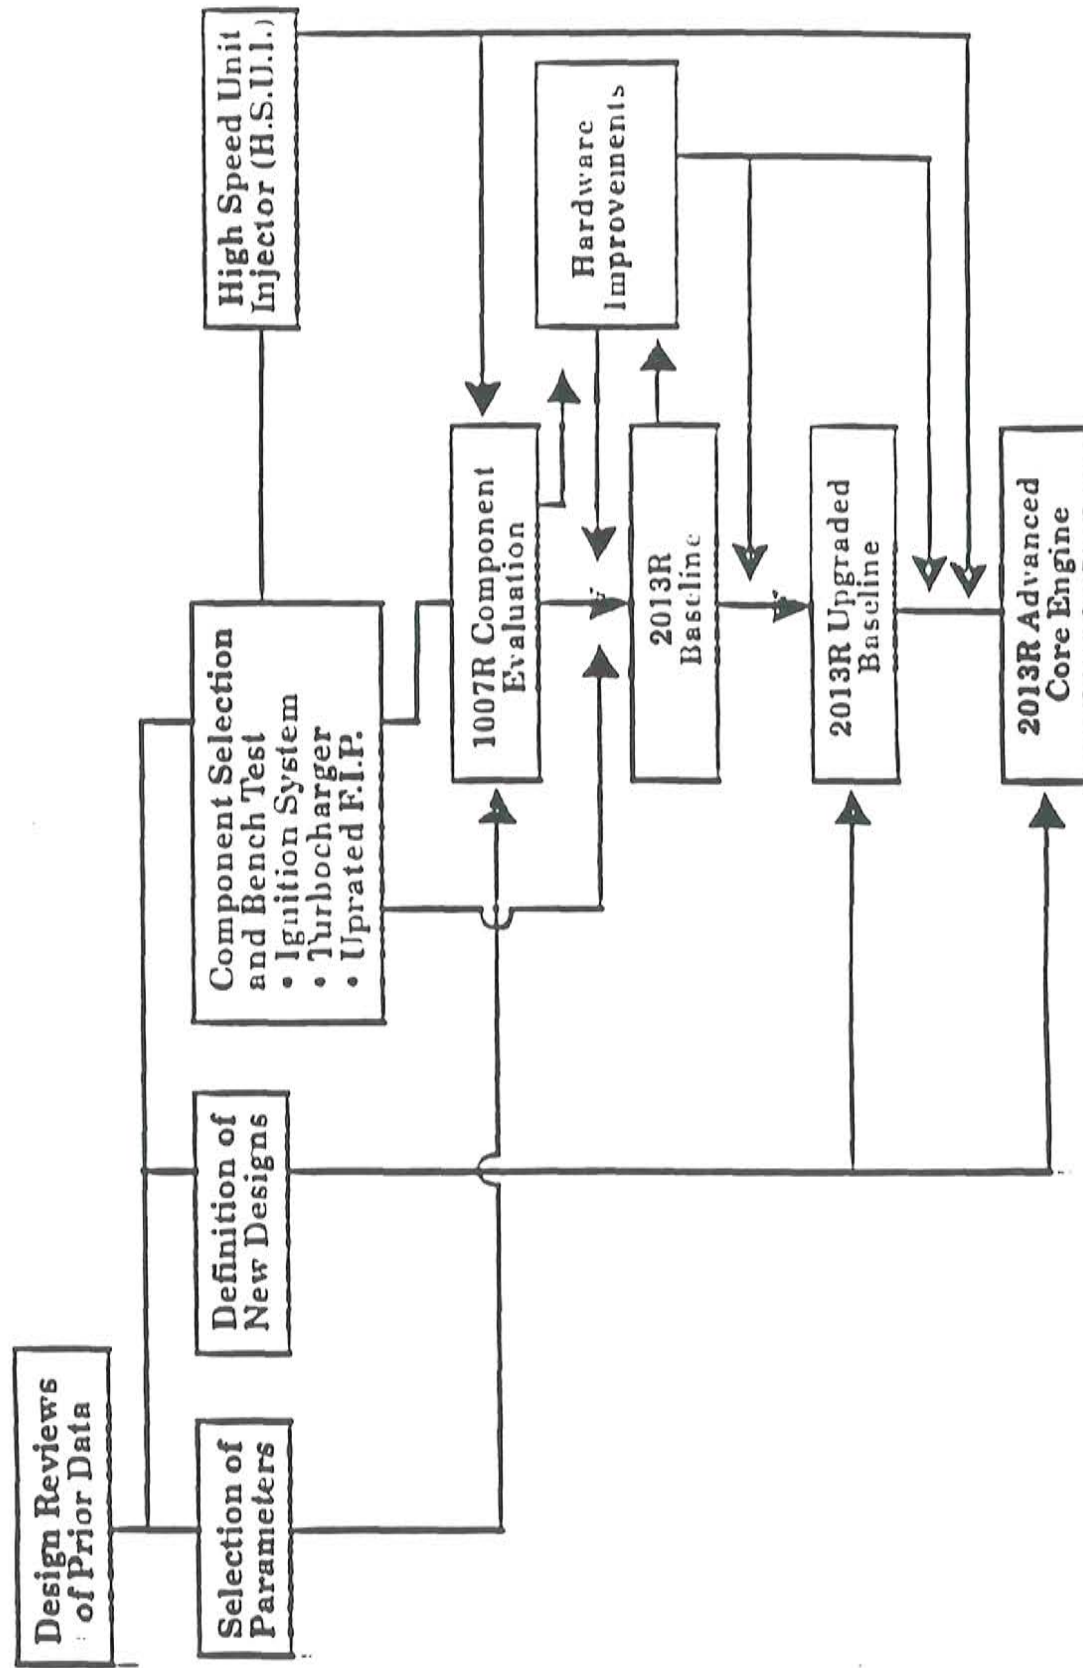 Design Reviews
of Prior Data
Selection of
Parameters
Definition of
New Designs
Component Selection
and Bench Test
• Ignition System
• Turbocharger
• Uprated F.I.P.
High Speed Unit
Injector (H.S.U.I.)
1007R Component
Evaluation
Hardware
Improvements
2013R
Baseline
2013R Upgraded
Baseline
2013R Advanced
Core Engine